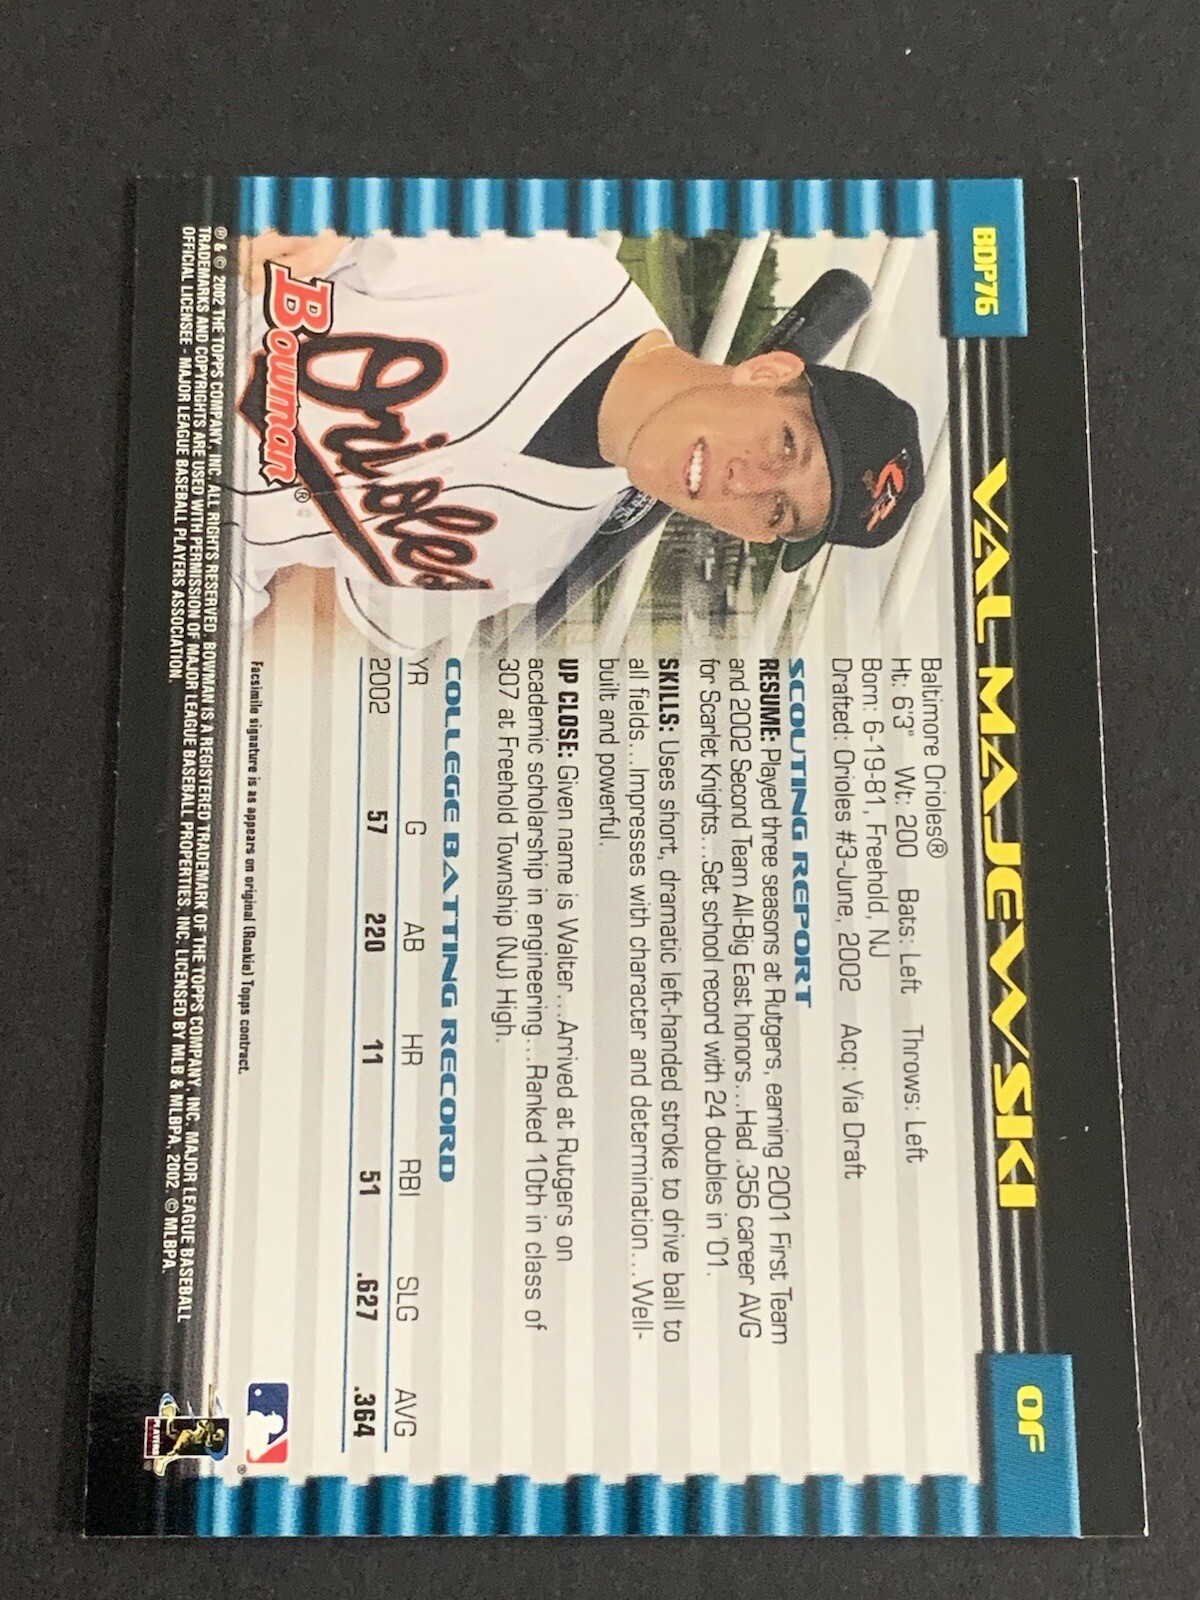 BDP76
VAL MAJEWSKI
OF
Baltimore Orioles®
Ht: 6'3" Wt: 200 Bats: Left Throws: Left
Born: 6-19-81, Freehold, NJ
Drafted: Orioles #3-June, 2002 Acq: Via Draft
SCOUTING REPORT
RESUME: Played three seasons at Rutgers, earning 2001 First Team
and 2002 Second Team All-Big East honors...Had .356 career AVG
for Scarlet Knights...Set school record with 24 doubles in '01.
SKILLS: Uses short, dramatic left-handed stroke to drive ball to
all fields...Impresses with character and determination...Well-
built and powerful.
UP CLOSE: Given name is Walter...Arrived at Rutgers on
academic scholarship in engineering...Ranked 10th in class of
307 at Freehold Township (NJ) High.
COLLEGE BATTING RECORD
YR G AB HR RBI SLG AVG
2002 57 220 11 51 .627 .364
Orioles
Bowman®
Facsimile signature is as appears on original (Rookie) Topps contract.
® & © 2002 THE TOPPS COMPANY, INC. ALL RIGHTS RESERVED. BOWMAN IS A REGISTERED TRADEMARK OF THE TOPPS COMPANY, INC. MAJOR LEAGUE BASEBALL
TRADEMARKS AND COPYRIGHTS ARE USED WITH PERMISSION OF MAJOR LEAGUE BASEBALL PROPERTIES, INC. LICENSED BY MLB & MLBPA, 2002. © MLBPA.
OFFICIAL LICENSEE - MAJOR LEAGUE BASEBALL PLAYERS ASSOCIATION.